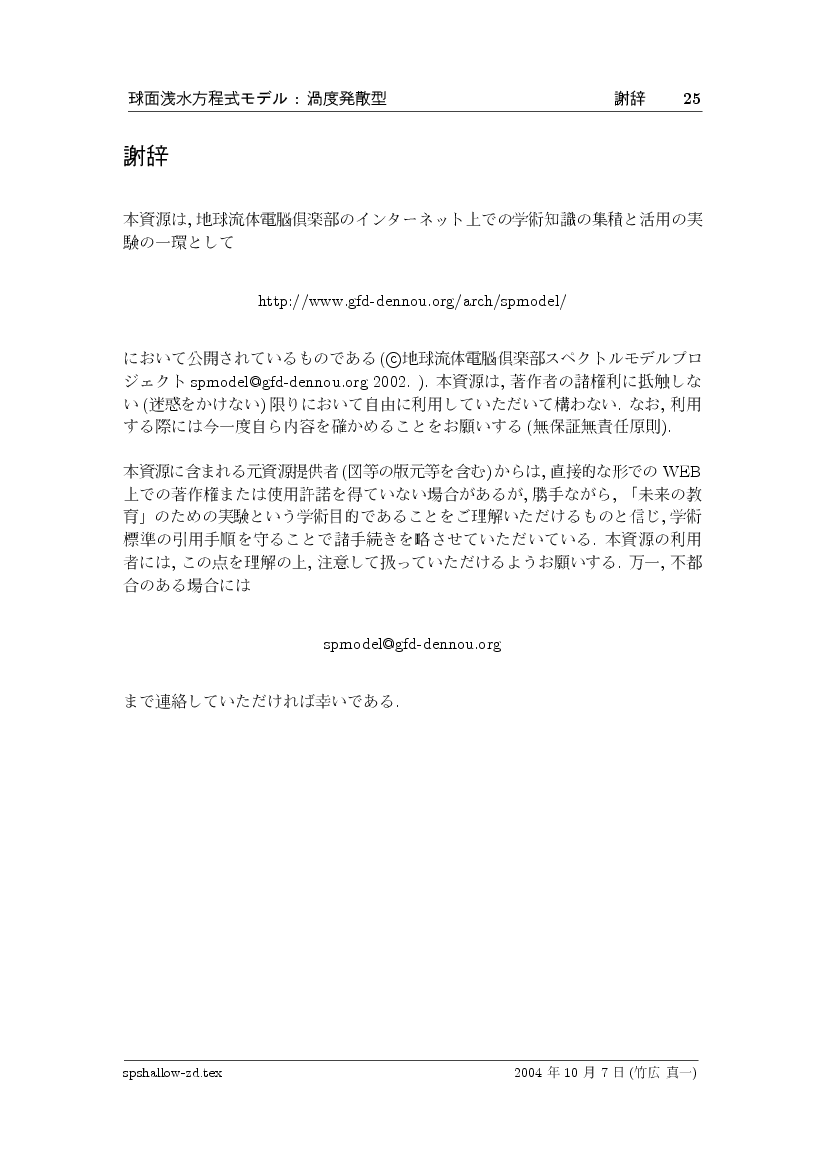 球面浅水方程式モデル : 渦度発散型 謝辞 25
謝辞
本資源は, 地球流体電脳倶楽部のインターネット上での学術知識の集積と活用の実
験の一環として
http://www.gfd-dennou.org/arch/spmodel/
において公開されているものである (©地球流体電脳倶楽部スペクトルモデルプロ
ジェクト spmodel@gfd-dennou.org 2002. ). 本資源は, 著作者の諸権利に抵触しな
い (迷惑をかけない) 限りにおいて自由に利用していただいて構わない. なお, 利用
する際には今一度自ら内容を確かめることをお願いする (無保証無責任原則).
本資源に含まれる元資源提供者 (図等の版元等を含む) からは, 直接的な形での WEB
上での著作権または使用許諾を得ていない場合があるが, 勝手ながら, 「未来の教
育」のための実験という学術目的であることをご理解いただけるものと信じ, 学術
標準の引用手順を守ることで諸手続きを略させていただいている. 本資源の利用
者には, この点を理解の上, 注意して扱っていただけるようお願いする. 万一, 不都
合のある場合には
spmodel@gfd-dennou.org
まで連絡していただければ幸いである.
spshallow-zd.tex 2004 年 10 月 7 日 (竹広 真一)